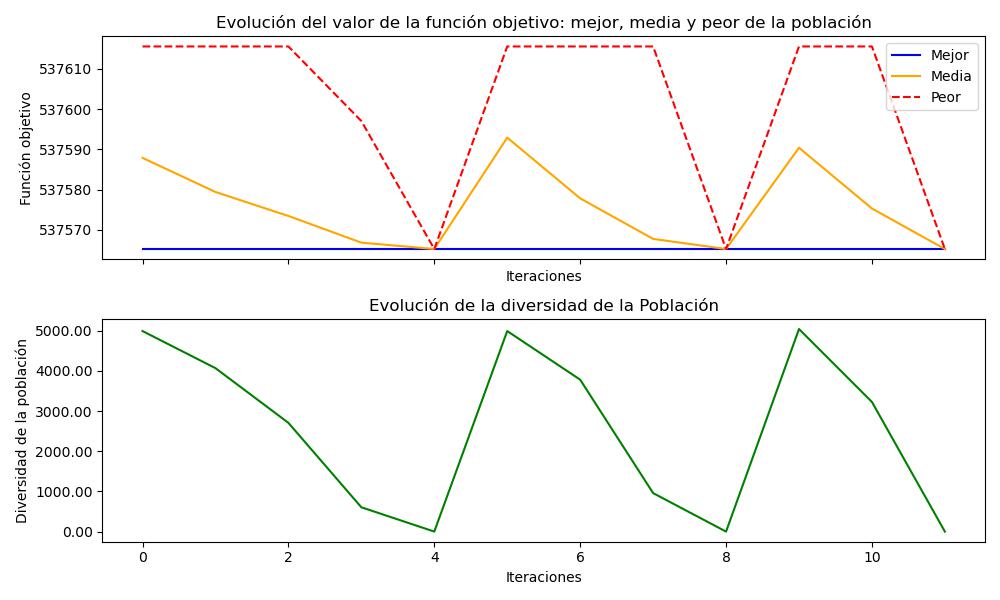 Evolución del valor de la función objetivo: mejor, media y peor de la población
537610
537600
537590
537580
537570
Función objetivo
Mejor
Media
Peor
Iteraciones
Evolución de la diversidad de la Población
5000.00
4000.00
3000.00
2000.00
1000.00
0.00
Diversidad de la población
0 2 4 6 8 10
Iteraciones